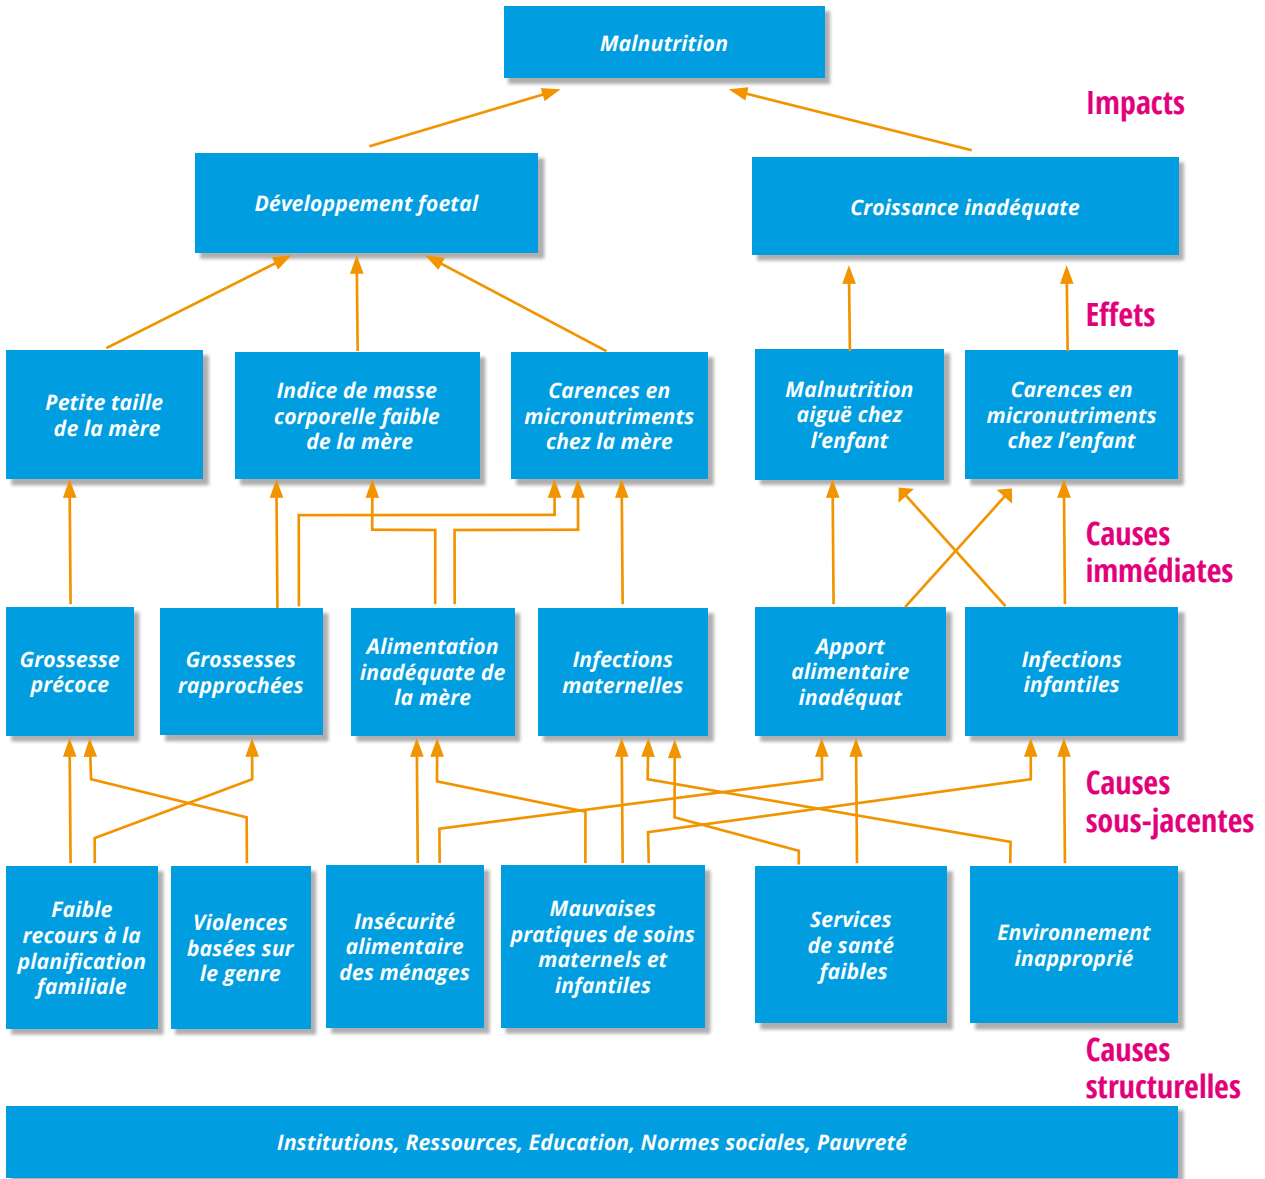 Malnutrition
Impacts
Développement foetal
Croissance inadéquate
Effets
Petite taille
de la mère
Indice de masse
corporelle faible
de la mère
Carences en
micronutriments
chez la mère
Malnutrition
aiguë chez
l'enfant
Carences en
micronutriments
chez l'enfant
Causes
immédiates
Grossesse
précoce
Grossesses
rapprochées
Alimentation
inadéquate de
la mère
Infections
maternelles
Apport
alimentaire
inadéquat
Infections
infantiles
Causes
sous-jacentes
Faible
recours à la
planification
familiale
Violences
basées sur
le genre
Insécurité
alimentaire
des ménages
Mauvaises
pratiques de soins
maternels et
infantiles
Services
de santé
faibles
Environnement
inapproprié
Causes
structurelles
Institutions, Ressources, Education, Normes sociales, Pauvreté